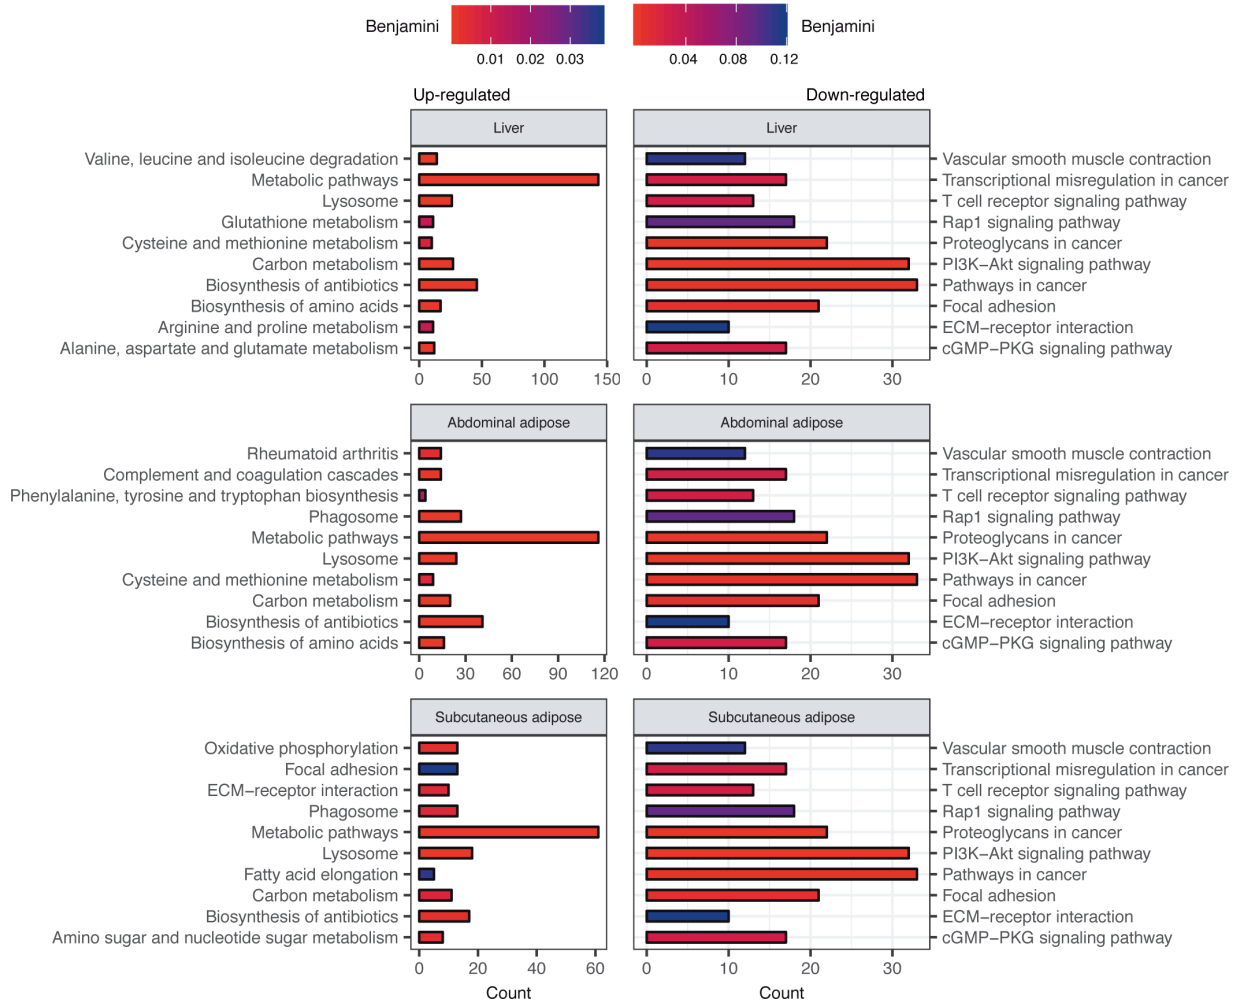 Benjamini
0.01 0.02 0.03
0.04 0.08 0.12
Benjamini
Up-regulated
Down-regulated
Liver
Valine, leucine and isoleucine degradation
Metabolic pathways
Lysosome
Glutathione metabolism
Cysteine and methionine metabolism
Carbon metabolism
Biosynthesis of antibiotics
Biosynthesis of amino acids
Arginine and proline metabolism
Alanine, aspartate and glutamate metabolism
0 50 100 150
Liver
Vascular smooth muscle contraction
Transcriptional misregulation in cancer
T cell receptor signaling pathway
Rap1 signaling pathway
Proteoglycans in cancer
PI3K−Akt signaling pathway
Pathways in cancer
Focal adhesion
ECM−receptor interaction
cGMP−PKG signaling pathway
0 10 20 30
Abdominal adipose
Rheumatoid arthritis
Complement and coagulation cascades
Phenylalanine, tyrosine and tryptophan biosynthesis
Phagosome
Metabolic pathways
Lysosome
Cysteine and methionine metabolism
Carbon metabolism
Biosynthesis of antibiotics
Biosynthesis of amino acids
0 30 60 90 120
Abdominal adipose
Vascular smooth muscle contraction
Transcriptional misregulation in cancer
T cell receptor signaling pathway
Rap1 signaling pathway
Proteoglycans in cancer
PI3K−Akt signaling pathway
Pathways in cancer
Focal adhesion
ECM−receptor interaction
cGMP−PKG signaling pathway
0 10 20 30
Subcutaneous adipose
Oxidative phosphorylation
Focal adhesion
ECM−receptor interaction
Phagosome
Metabolic pathways
Lysosome
Fatty acid elongation
Carbon metabolism
Biosynthesis of antibiotics
Amino sugar and nucleotide sugar metabolism
0 20 40 60
Count
Subcutaneous adipose
Vascular smooth muscle contraction
Transcriptional misregulation in cancer
T cell receptor signaling pathway
Rap1 signaling pathway
Proteoglycans in cancer
PI3K−Akt signaling pathway
Pathways in cancer
Focal adhesion
ECM−receptor interaction
cGMP−PKG signaling pathway
0 10 20 30
Count